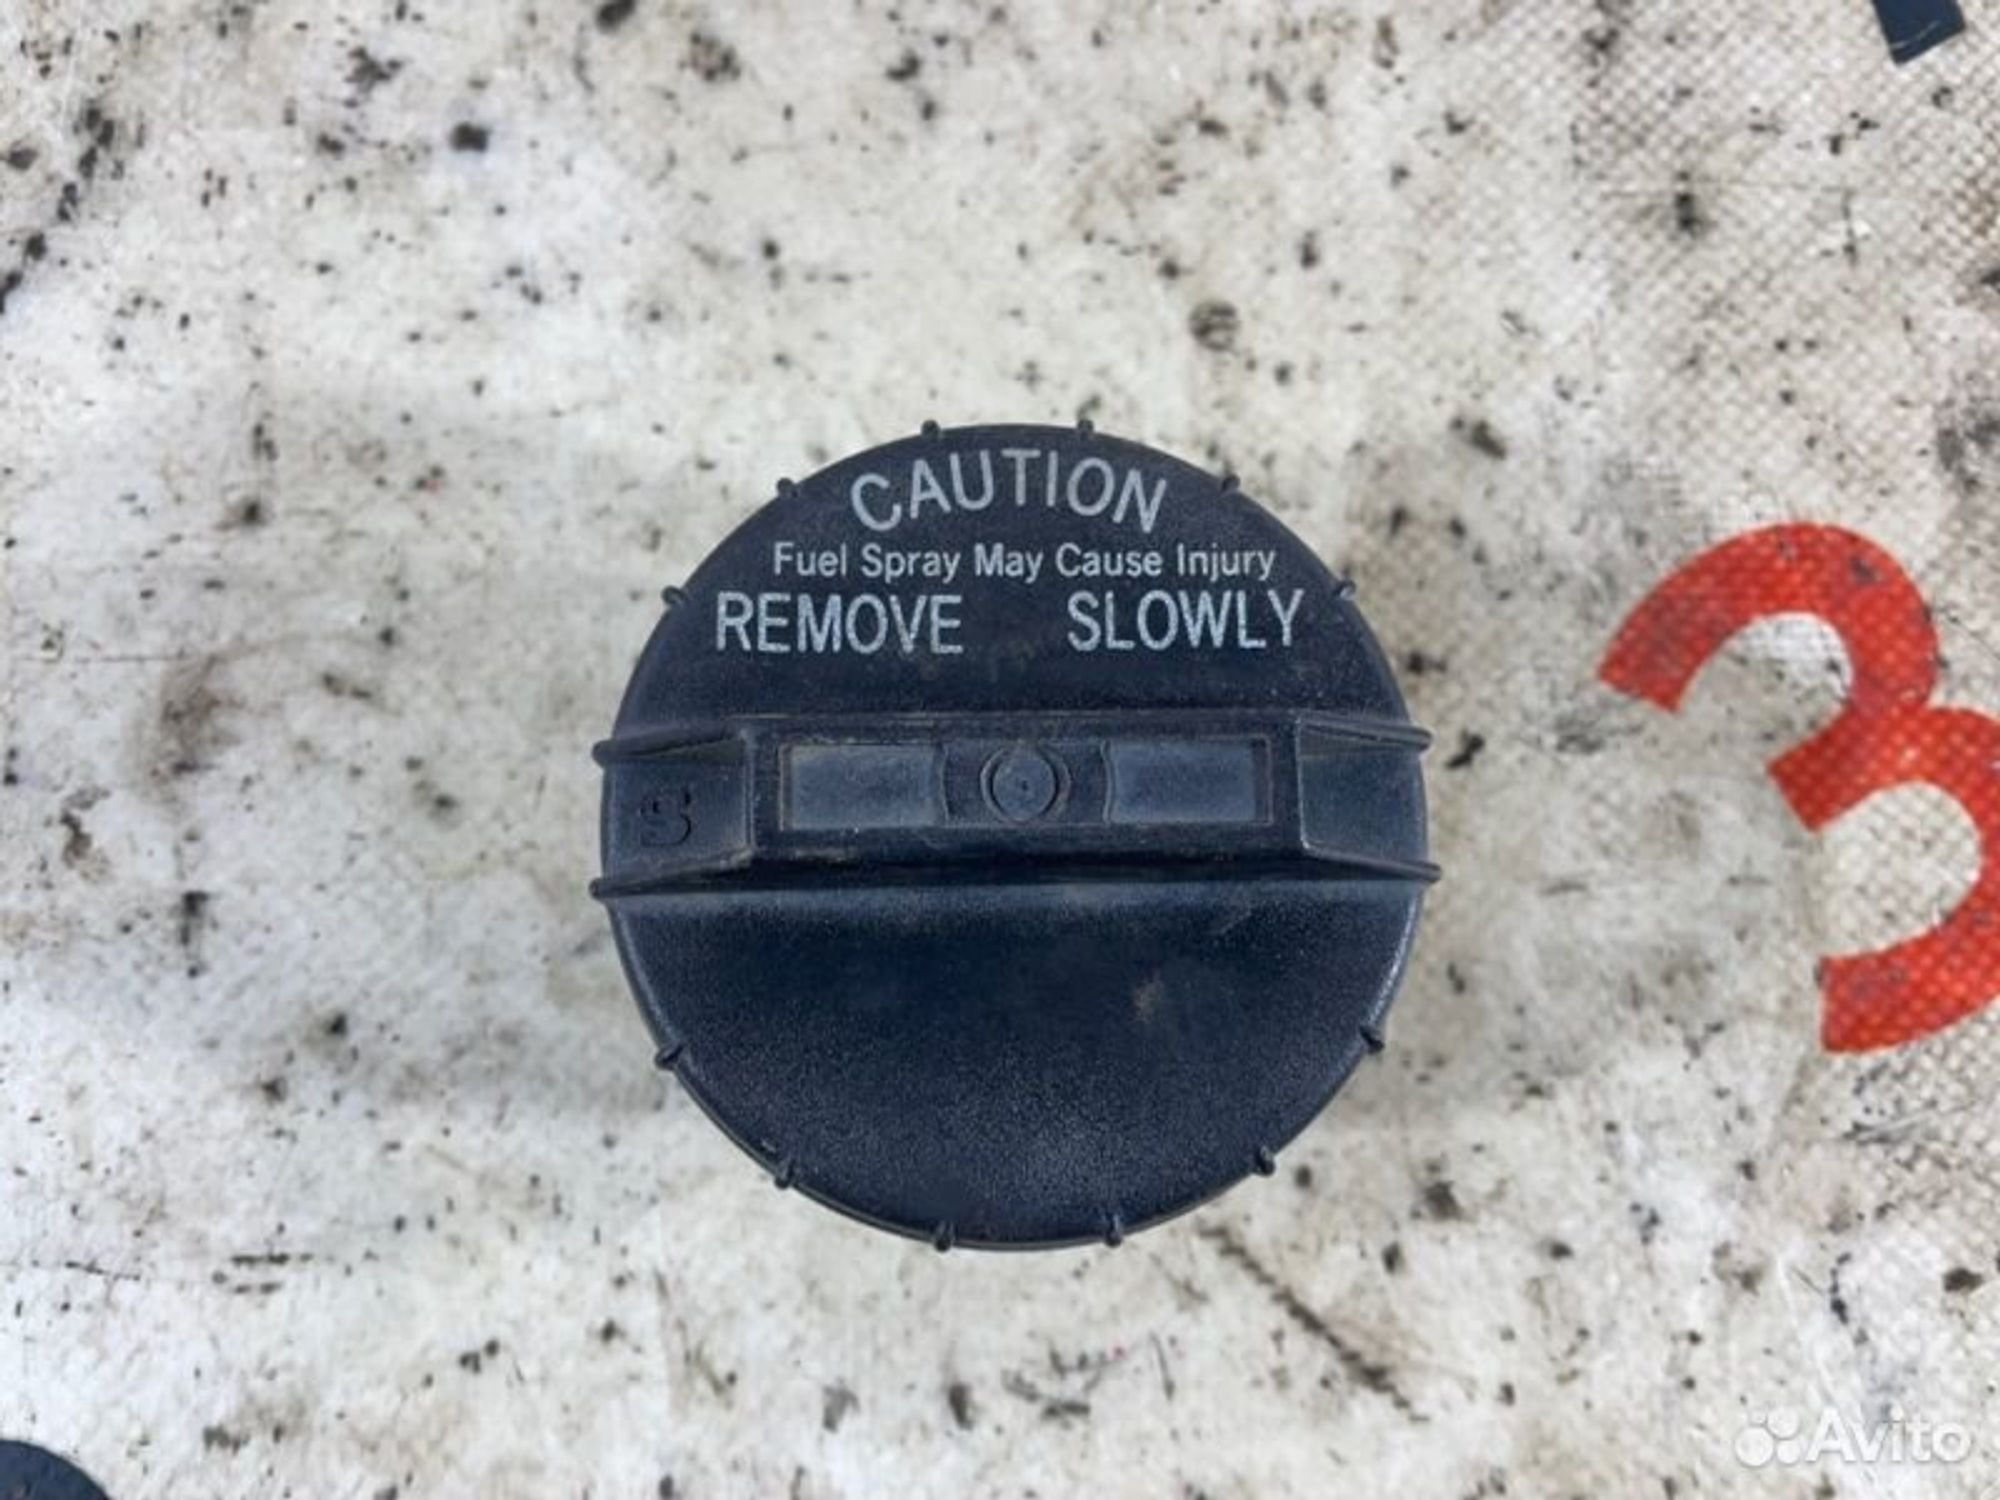 CAUTION
Fuel Spray May Cause Injury
REMOVE SLOWLY
S
3
Avito